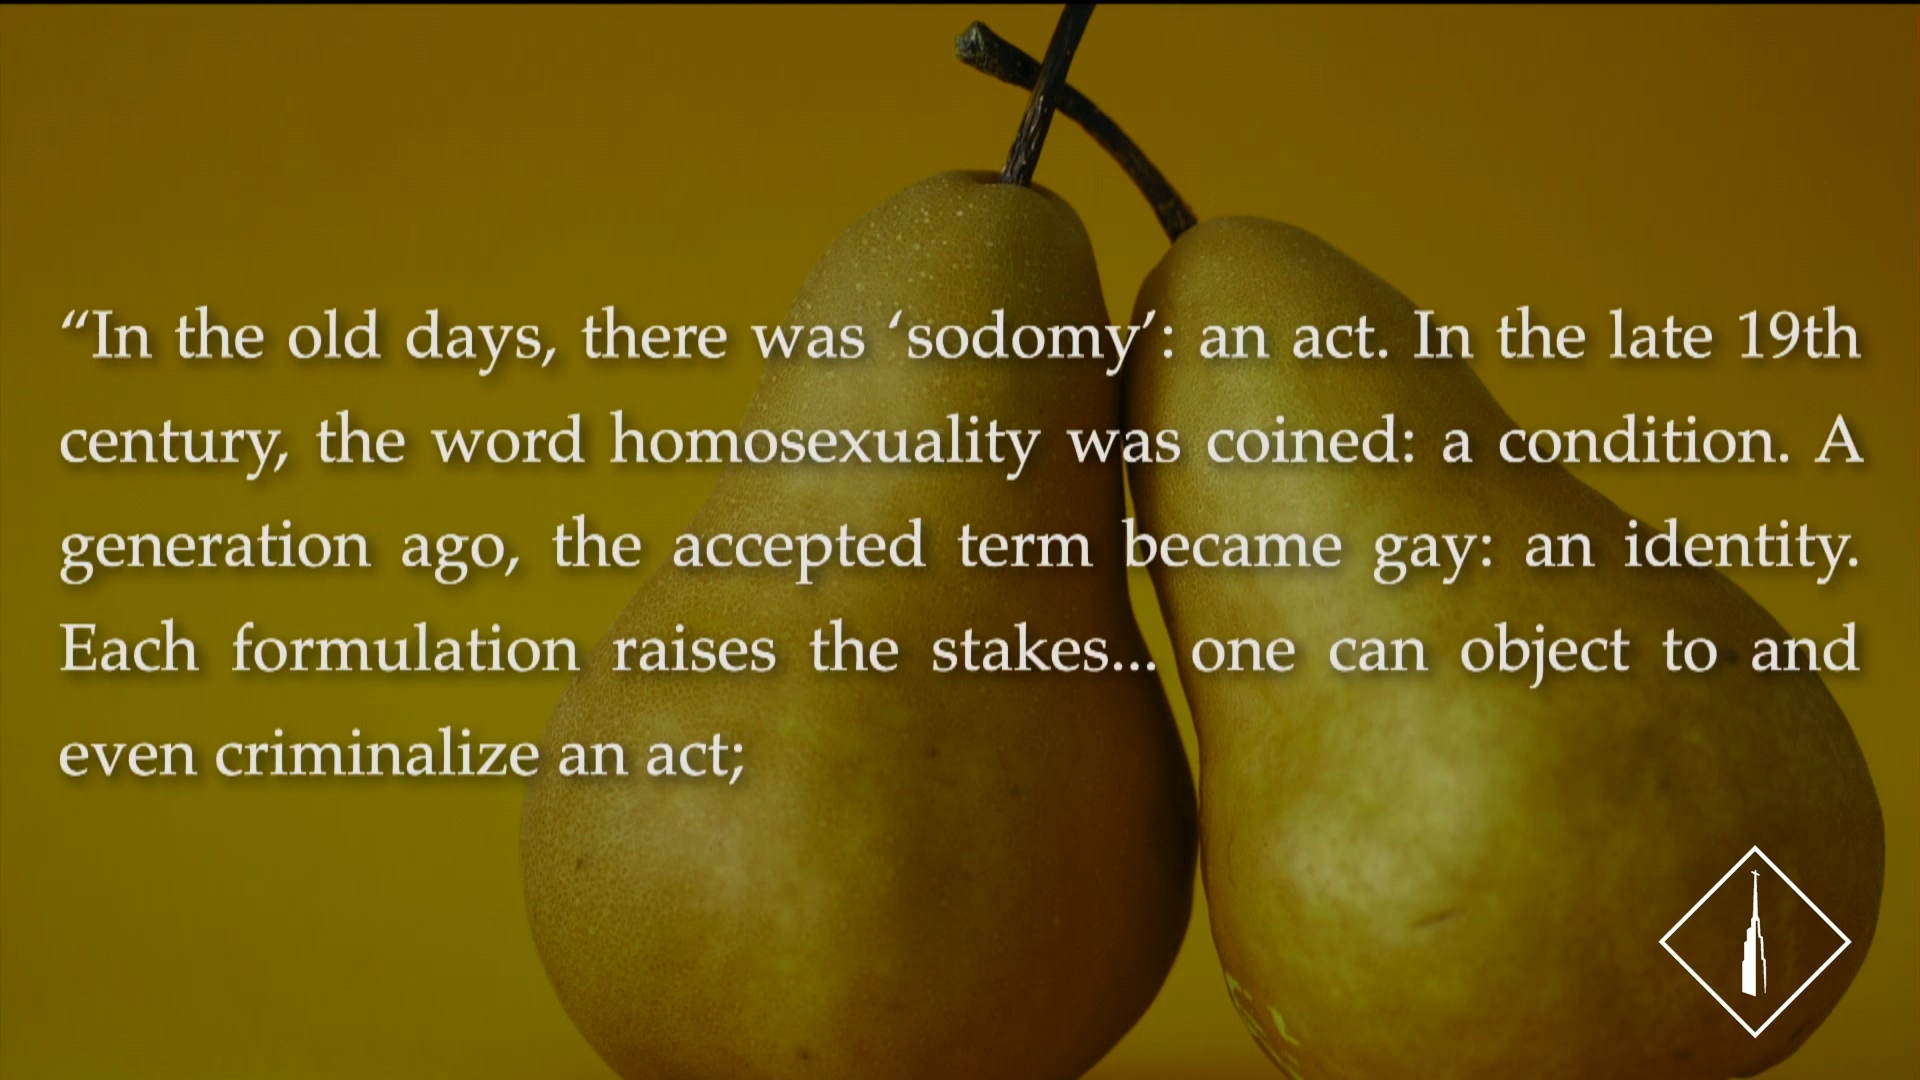 “In the old days, there was ‘sodomy’: an act. In the late 19th
century, the word homosexuality was coined: a condition. A
generation ago, the accepted term became gay: an identity.
Each formulation raises the stakes... one can object to and
even criminalize an act;